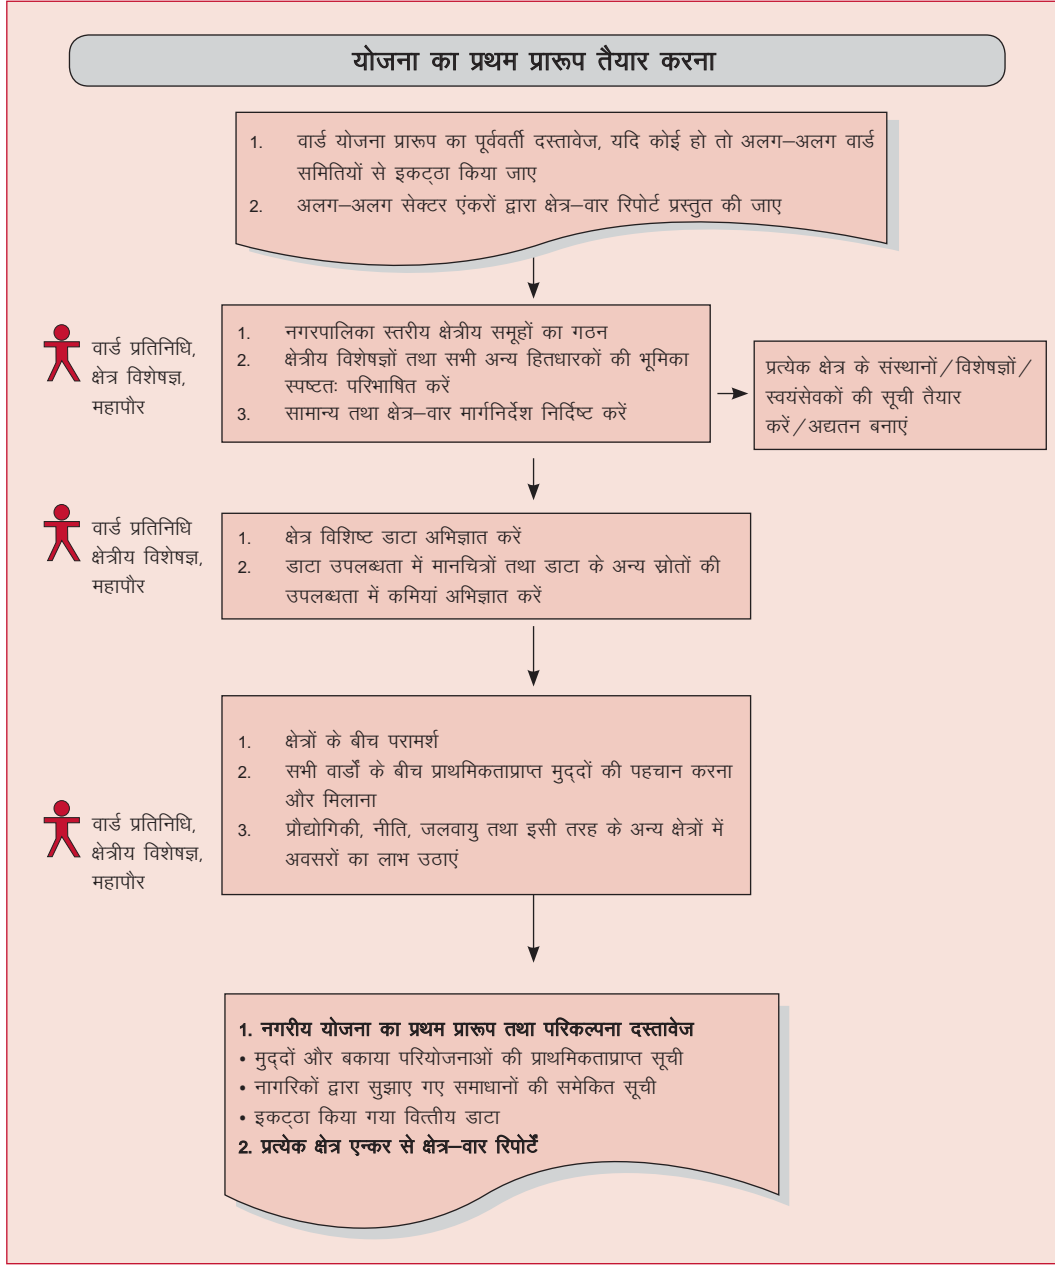 योजना का प्रथम प्रारूप तैयार करना
1. वार्ड योजना प्रारूप का पूर्ववर्ती दस्तावेज, यदि कोई हो तो अलग–अलग वार्ड
समितियों से इकट्ठा किया जाए
2. अलग–अलग सेक्टर एंकरों द्वारा क्षेत्र–वार रिपोर्ट प्रस्तुत की जाए
वार्ड प्रतिनिधि,
क्षेत्र विशेषज्ञ,
महापौर
1. नगरपालिका स्तरीय क्षेत्रीय समूहों का गठन
2. क्षेत्रीय विशेषज्ञों तथा सभी अन्य हितधारकों की भूमिका
स्पष्टतः परिभाषित करें
3. सामान्य तथा क्षेत्र–वार मार्गनिर्देश निर्दिष्ट करें
प्रत्येक क्षेत्र के संस्थानों/विशेषज्ञों/
स्वयंसेवकों की सूची तैयार
करें/अद्यतन बनाएं
वार्ड प्रतिनिधि
क्षेत्रीय विशेषज्ञ,
महापौर
1. क्षेत्र विशिष्ट डाटा अभिज्ञात करें
2. डाटा उपलब्धता में मानचित्रों तथा डाटा के अन्य स्रोतों की
उपलब्धता में कमियां अभिज्ञात करें
वार्ड प्रतिनिधि,
क्षेत्रीय विशेषज्ञ,
महापौर
1. क्षेत्रों के बीच परामर्श
2. सभी वार्डों के बीच प्राथमिकताप्राप्त मुद्दों की पहचान करना
और मिलाना
3. प्रौद्योगिकी, नीति, जलवायु तथा इसी तरह के अन्य क्षेत्रों में
अवसरों का लाभ उठाएं
1. नगरीय योजना का प्रथम प्रारूप तथा परिकल्पना दस्तावेज
• मुद्दों और बकाया परियोजनाओं की प्राथमिकताप्राप्त सूची
• नागरिकों द्वारा सुझाए गए समाधानों की समेकित सूची
• इकट्ठा किया गया वित्तीय डाटा
2. प्रत्येक क्षेत्र एन्कर से क्षेत्र–वार रिपोर्टें